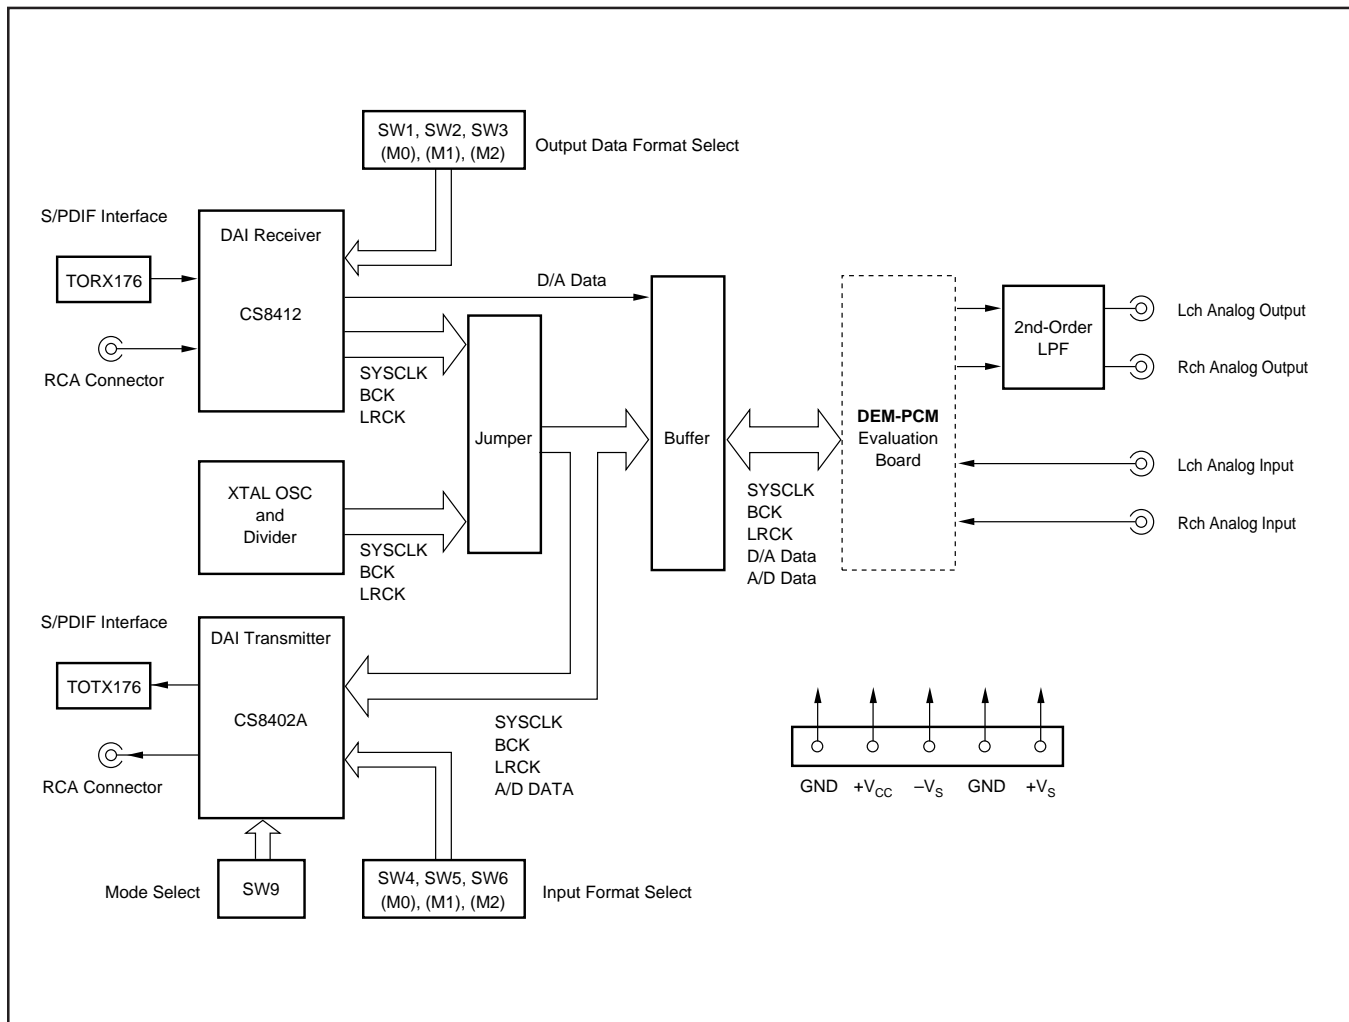 SW1, SW2, SW3
(M0), (M1), (M2)
Output Data Format Select
S/PDIF Interface
DAI Receiver
TORX176
CS8412
D/A Data
RCA Connector
SYSCLK
BCK
LRCK
Jumper
Buffer
DEM-PCM
Evaluation
Board
2nd-Order
LPF
Lch Analog Output
Rch Analog Output
Lch Analog Input
Rch Analog Input
XTAL OSC
and
Divider
SYSCLK
BCK
LRCK
SYSCLK
BCK
LRCK
D/A Data
A/D Data
S/PDIF Interface
DAI Transmitter
TOTX176
CS8402A
RCA Connector
SYSCLK
BCK
LRCK
A/D DATA
GND +VCC –VS GND +VS
Mode Select
SW9
SW4, SW5, SW6
(M0), (M1), (M2)
Input Format Select